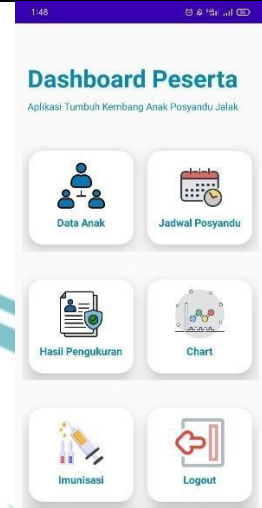 1:48
Dashboard Peserta
Aplikasi Tumbuh Kembang Anak Posyandu Jalak
Data Anak
Jadwal Posyandu
Hasil Pengukuran
Chart
Imunisasi
Logout